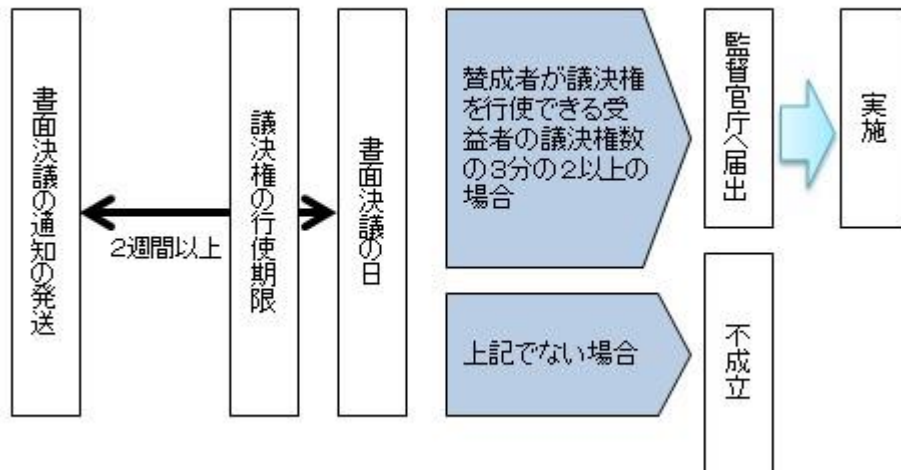 書面決議の通知の発送
2週間以上
議決権の行使期限
書面決議の日
賛成者が議決権
を行使できる受
益者の議決権数
の3分の2以上の
場合
監督官庁へ届出
実施
上記でない場合
不成立